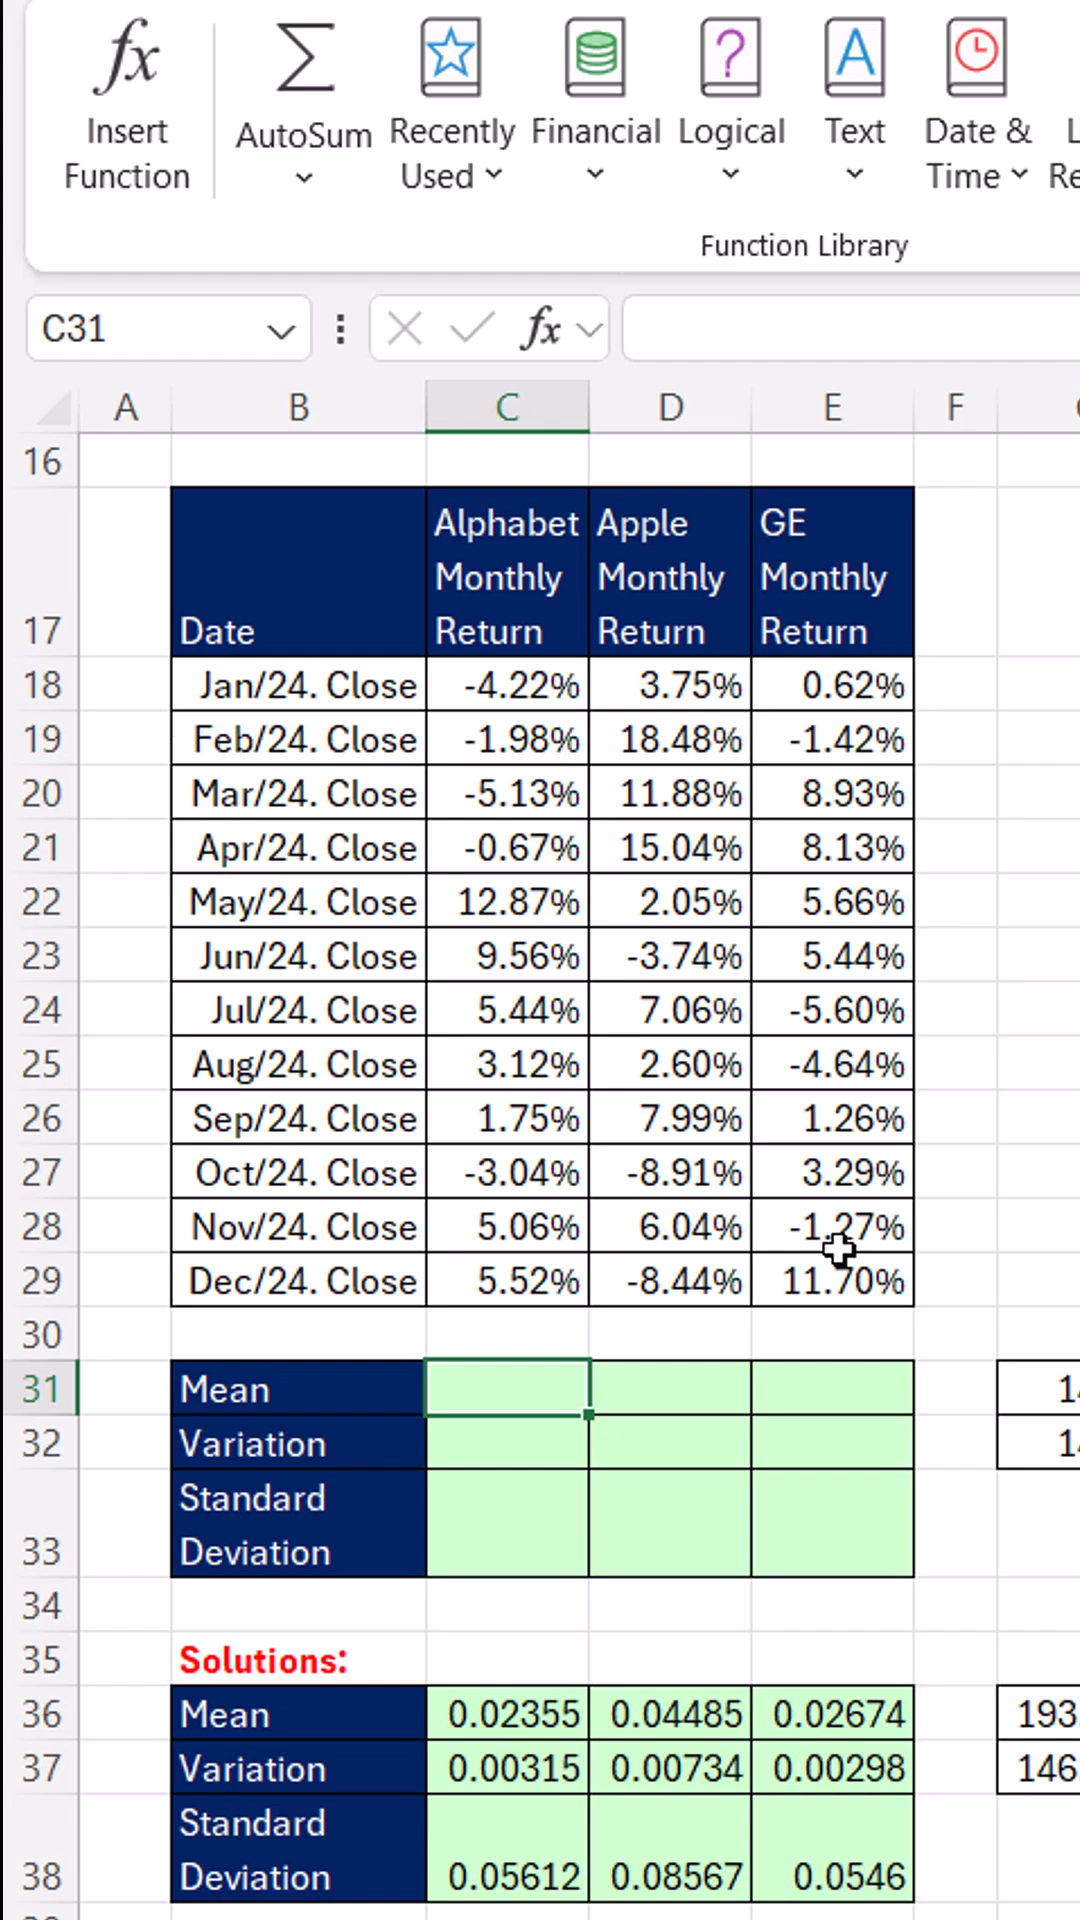 fx
Insert
Function
AutoSum
Recently
Used
Financial
Logical
Text
Date &
Time
Function Library
C31
fx
A B C D E F
16
17 Date Alphabet Monthly Return Apple Monthly Return GE Monthly Return
18 Jan/24. Close -4.22% 3.75% 0.62%
19 Feb/24. Close -1.98% 18.48% -1.42%
20 Mar/24. Close -5.13% 11.88% 8.93%
21 Apr/24. Close -0.67% 15.04% 8.13%
22 May/24. Close 12.87% 2.05% 5.66%
23 Jun/24. Close 9.56% -3.74% 5.44%
24 Jul/24. Close 5.44% 7.06% -5.60%
25 Aug/24. Close 3.12% 2.60% -4.64%
26 Sep/24. Close 1.75% 7.99% 1.26%
27 Oct/24. Close -3.04% -8.91% 3.29%
28 Nov/24. Close 5.06% 6.04% -1.27%
29 Dec/24. Close 5.52% -8.44% 11.70%
30
31 Mean
32 Variation
33 Standard Deviation
34
35 Solutions:
36 Mean 0.02355 0.04485 0.02674 193
37 Variation 0.00315 0.00734 0.00298 146
38 Standard Deviation 0.05612 0.08567 0.0546